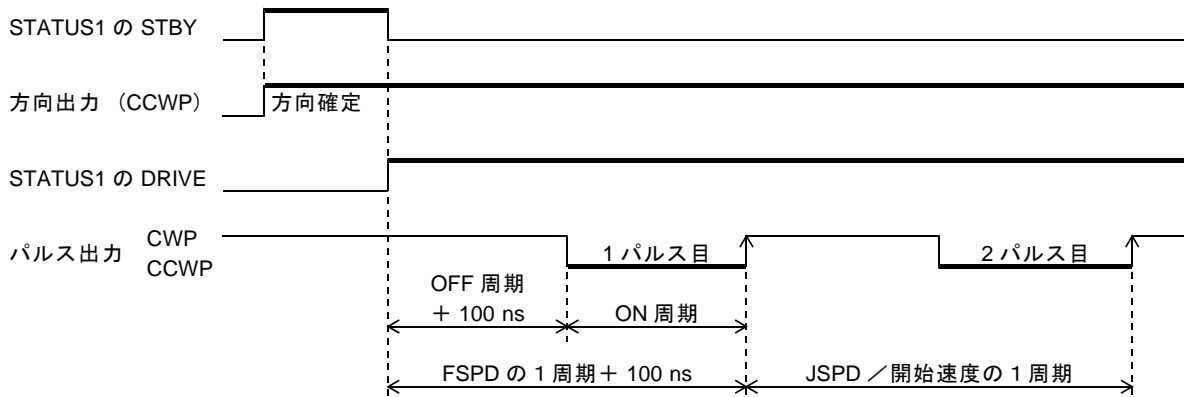 STATUS1 の STBY
方向出力 （CCWP）
方向確定
STATUS1 の DRIVE
パルス出力
CWP
CCWP
1 パルス目
2 パルス目
OFF 周期
＋ 100 ns
ON 周期
FSPD の 1 周期＋ 100 ns
JSPD ／開始速度の 1 周期